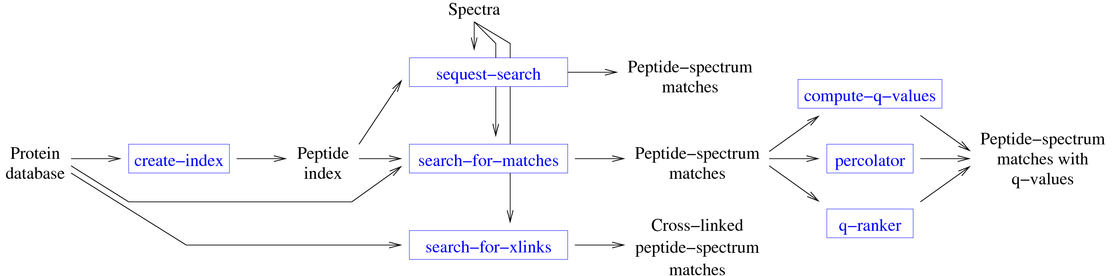 Spectra
sequest−search
Peptide−spectrum
matches
compute−q−values
Protein
database
create−index
Peptide
index
search−for−matches
Peptide−spectrum
matches
percolator
Peptide−spectrum
matches with
q−values
q−ranker
search−for−xlinks
Cross−linked
peptide−spectrum
matches